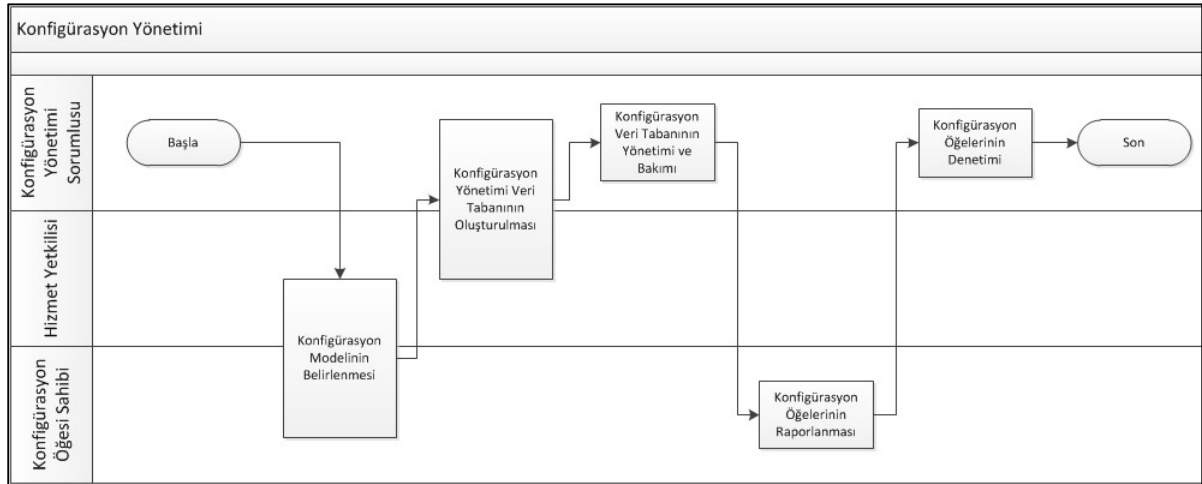 Konfigürasyon Yönetimi
Konfigürasyon
Yönetimi
Sorumlusu
Başla
Konfigürasyon
Yönetimi Veri
Tabanının
Oluşturulması
Konfigürasyon
Veri Tabanının
Yönetimi ve
Bakımı
Konfigürasyon
Öğelerinin
Denetimi
Son
Hizmet Yetkilisi
Konfigürasyon
Modelinin
Belirlenmesi
Konfigürasyon
Öğesi Sahibi
Konfigürasyon
Öğelerinin
Raporlanması